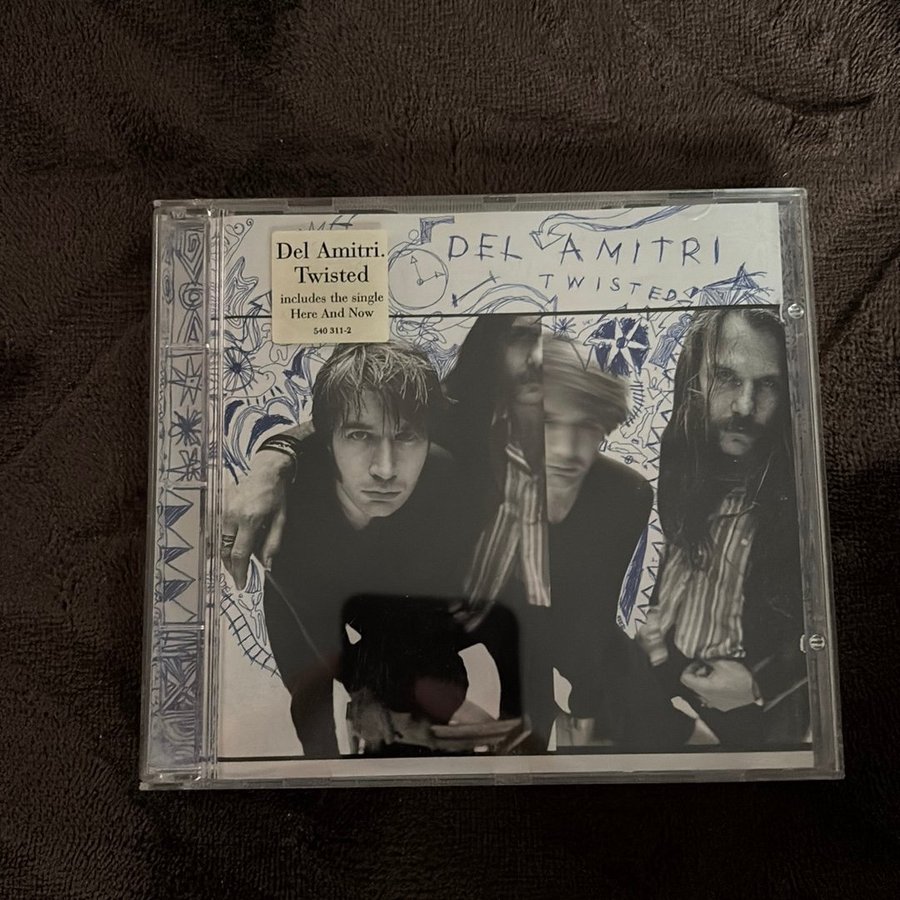 Del Amitri.
Twisted
includes the single
Here And Now
540 311-2
DEL AMITRI
TWISTED